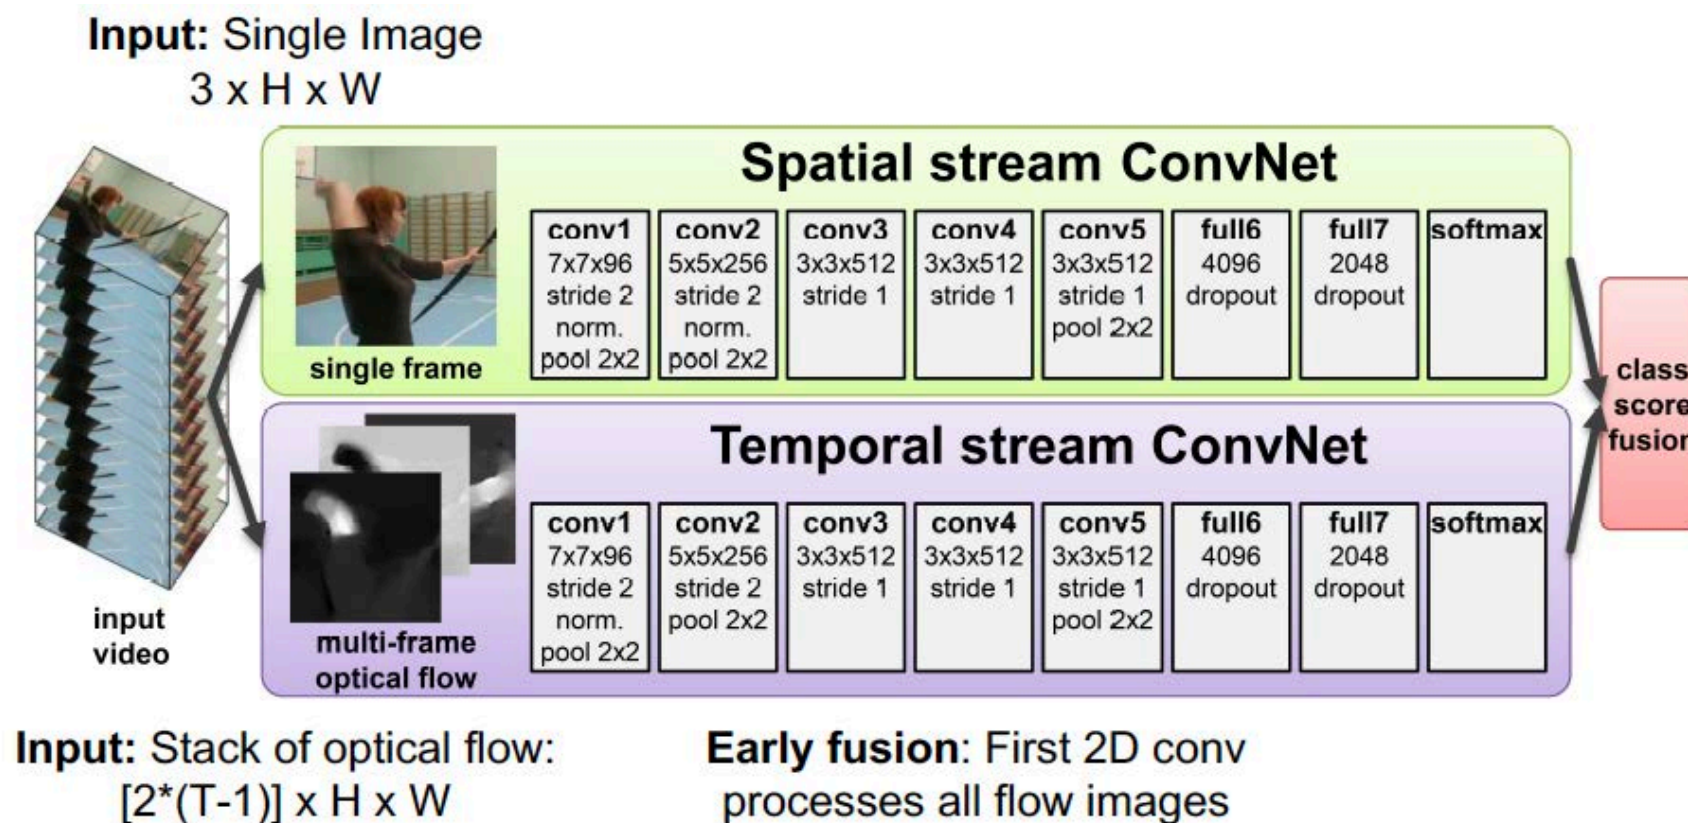 Input: Single Image
3 x H x W
Spatial stream ConvNet
single frame
conv1
7x7x96
stride 2
norm.
pool 2x2
conv2
5x5x256
stride 2
norm.
pool 2x2
conv3
3x3x512
stride 1
conv4
3x3x512
stride 1
conv5
3x3x512
stride 1
pool 2x2
full6
4096
dropout
full7
2048
dropout
softmax
Temporal stream ConvNet
multi-frame
optical flow
conv1
7x7x96
stride 2
norm.
pool 2x2
conv2
5x5x256
stride 2
pool 2x2
conv3
3x3x512
stride 1
conv4
3x3x512
stride 1
conv5
3x3x512
stride 1
pool 2x2
full6
4096
dropout
full7
2048
dropout
softmax
class
score
fusion
input
video
Input: Stack of optical flow:
[2*(T-1)] x H x W
Early fusion: First 2D conv
processes all flow images